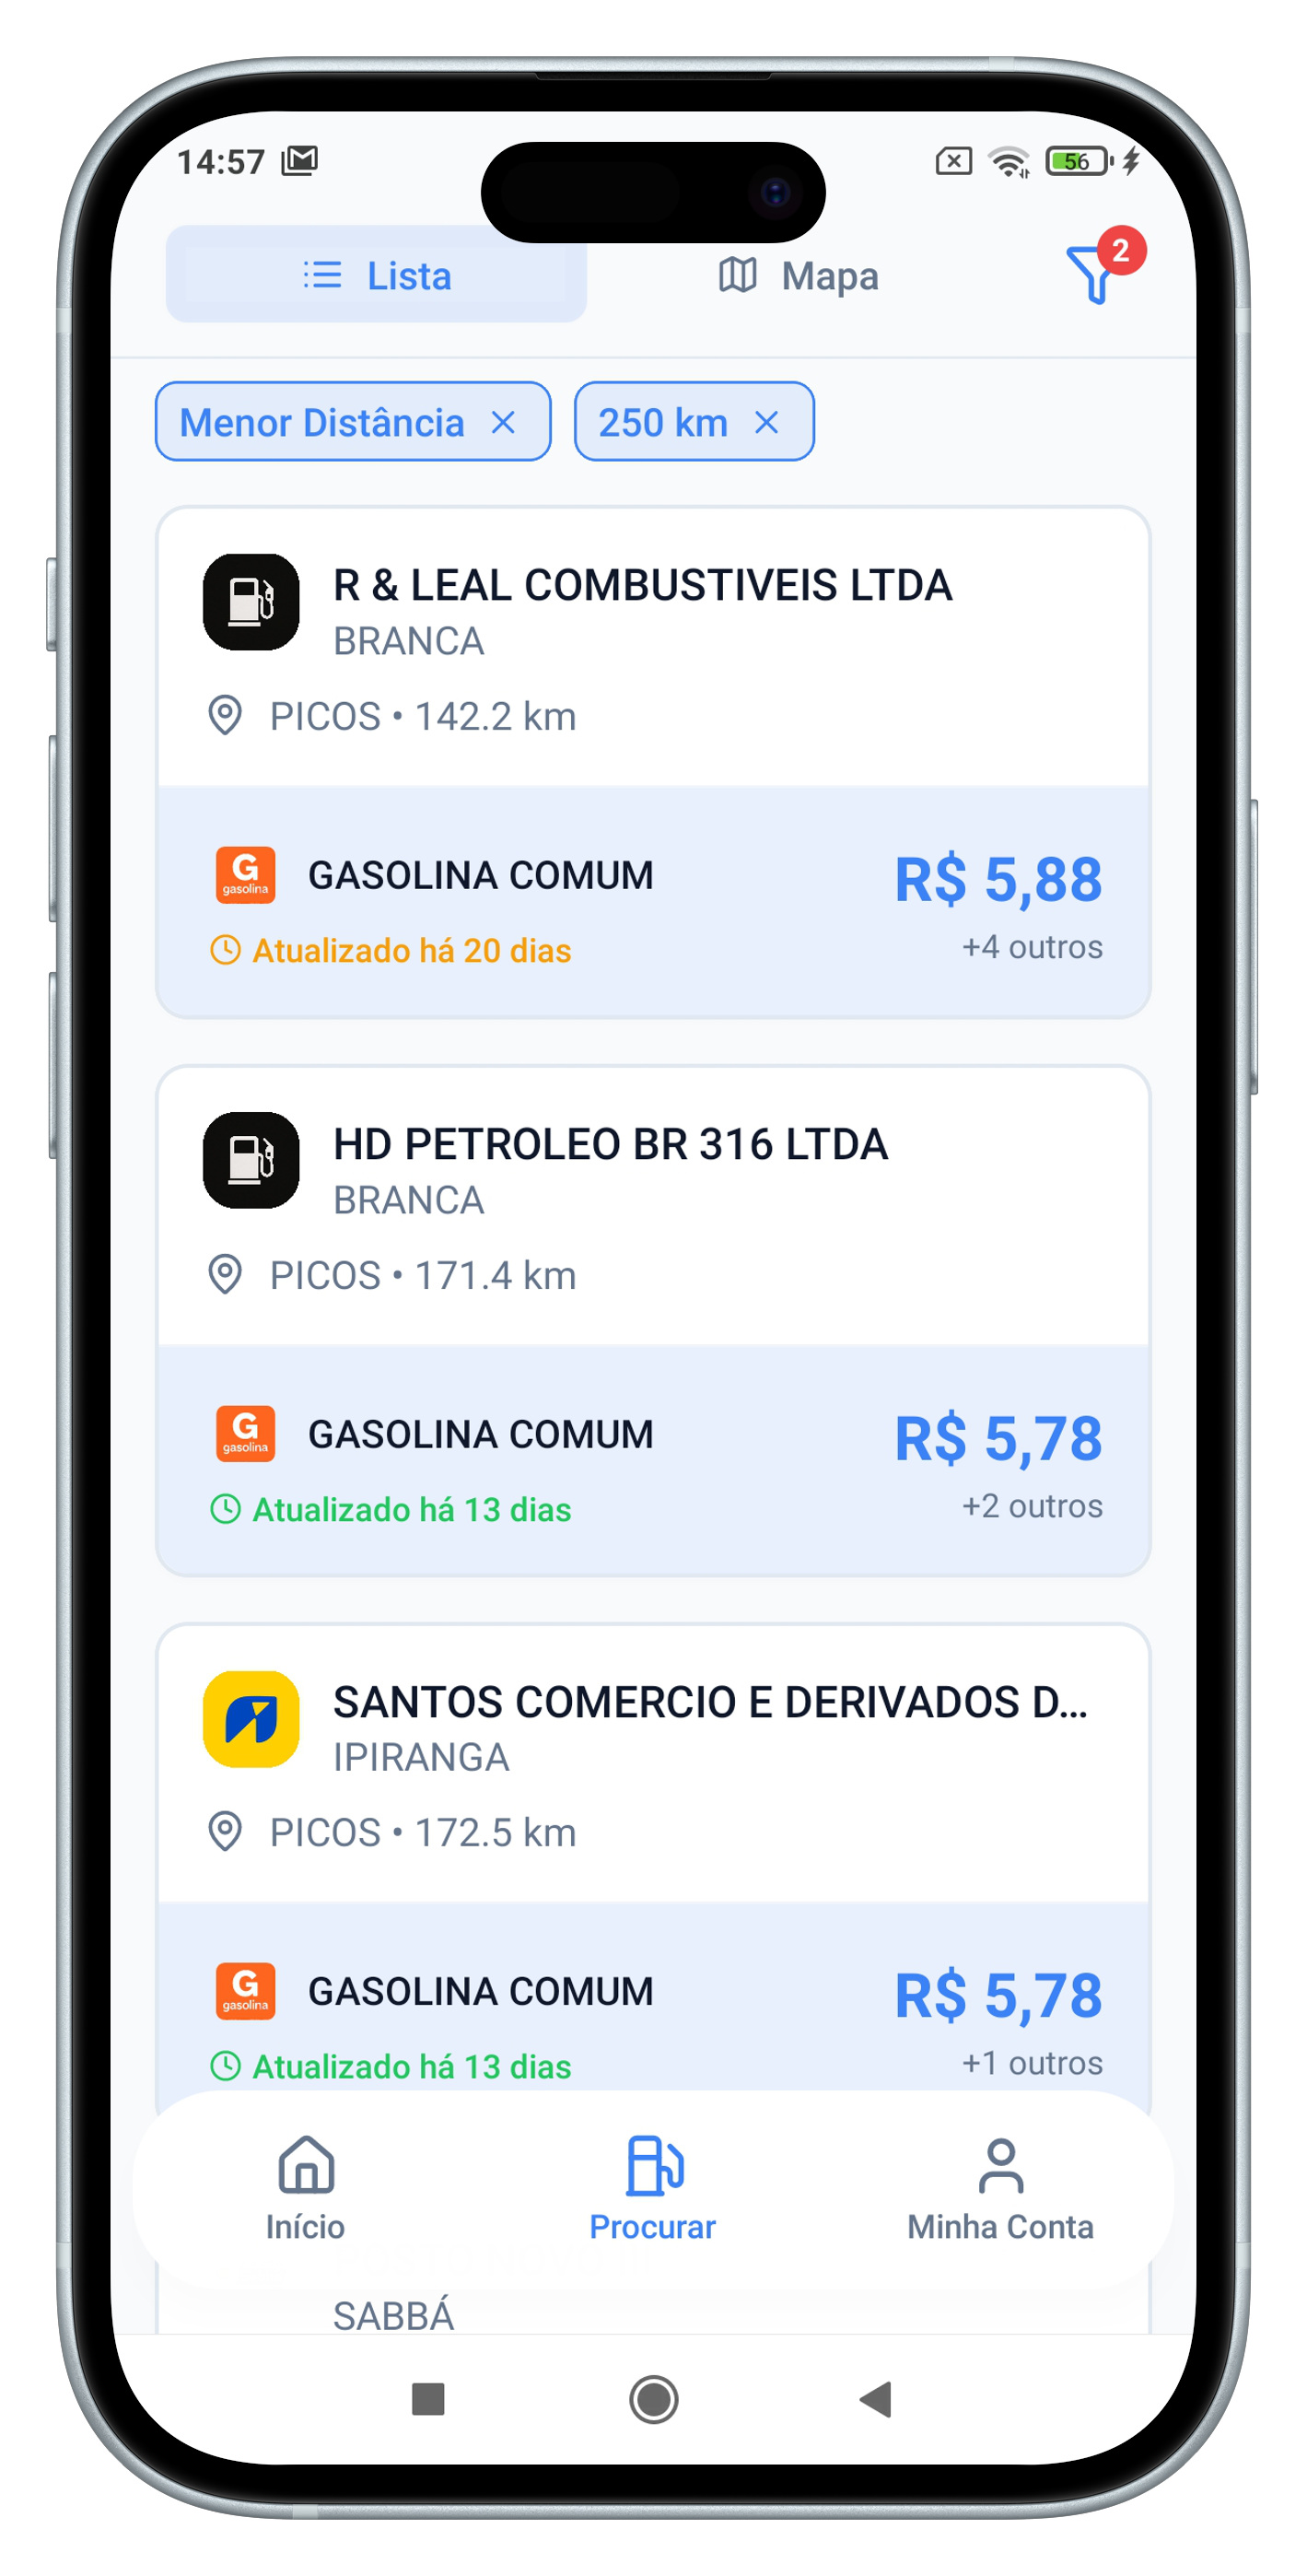 14:57
56
Lista
Mapa
2
Menor Distância
250 km
R & LEAL COMBUSTIVEIS LTDA
BRANCA
PICOS • 142.2 km
G
gasolina
GASOLINA COMUM
R$ 5,88
Atualizado há 20 dias
+4 outros
HD PETROLEO BR 316 LTDA
BRANCA
PICOS • 171.4 km
G
gasolina
GASOLINA COMUM
R$ 5,78
Atualizado há 13 dias
+2 outros
SANTOS COMERCIO E DERIVADOS D...
IPIRANGA
PICOS • 172.5 km
G
gasolina
GASOLINA COMUM
R$ 5,78
Atualizado há 13 dias
+1 outros
Início
Procurar
Minha Conta
SABBÁ